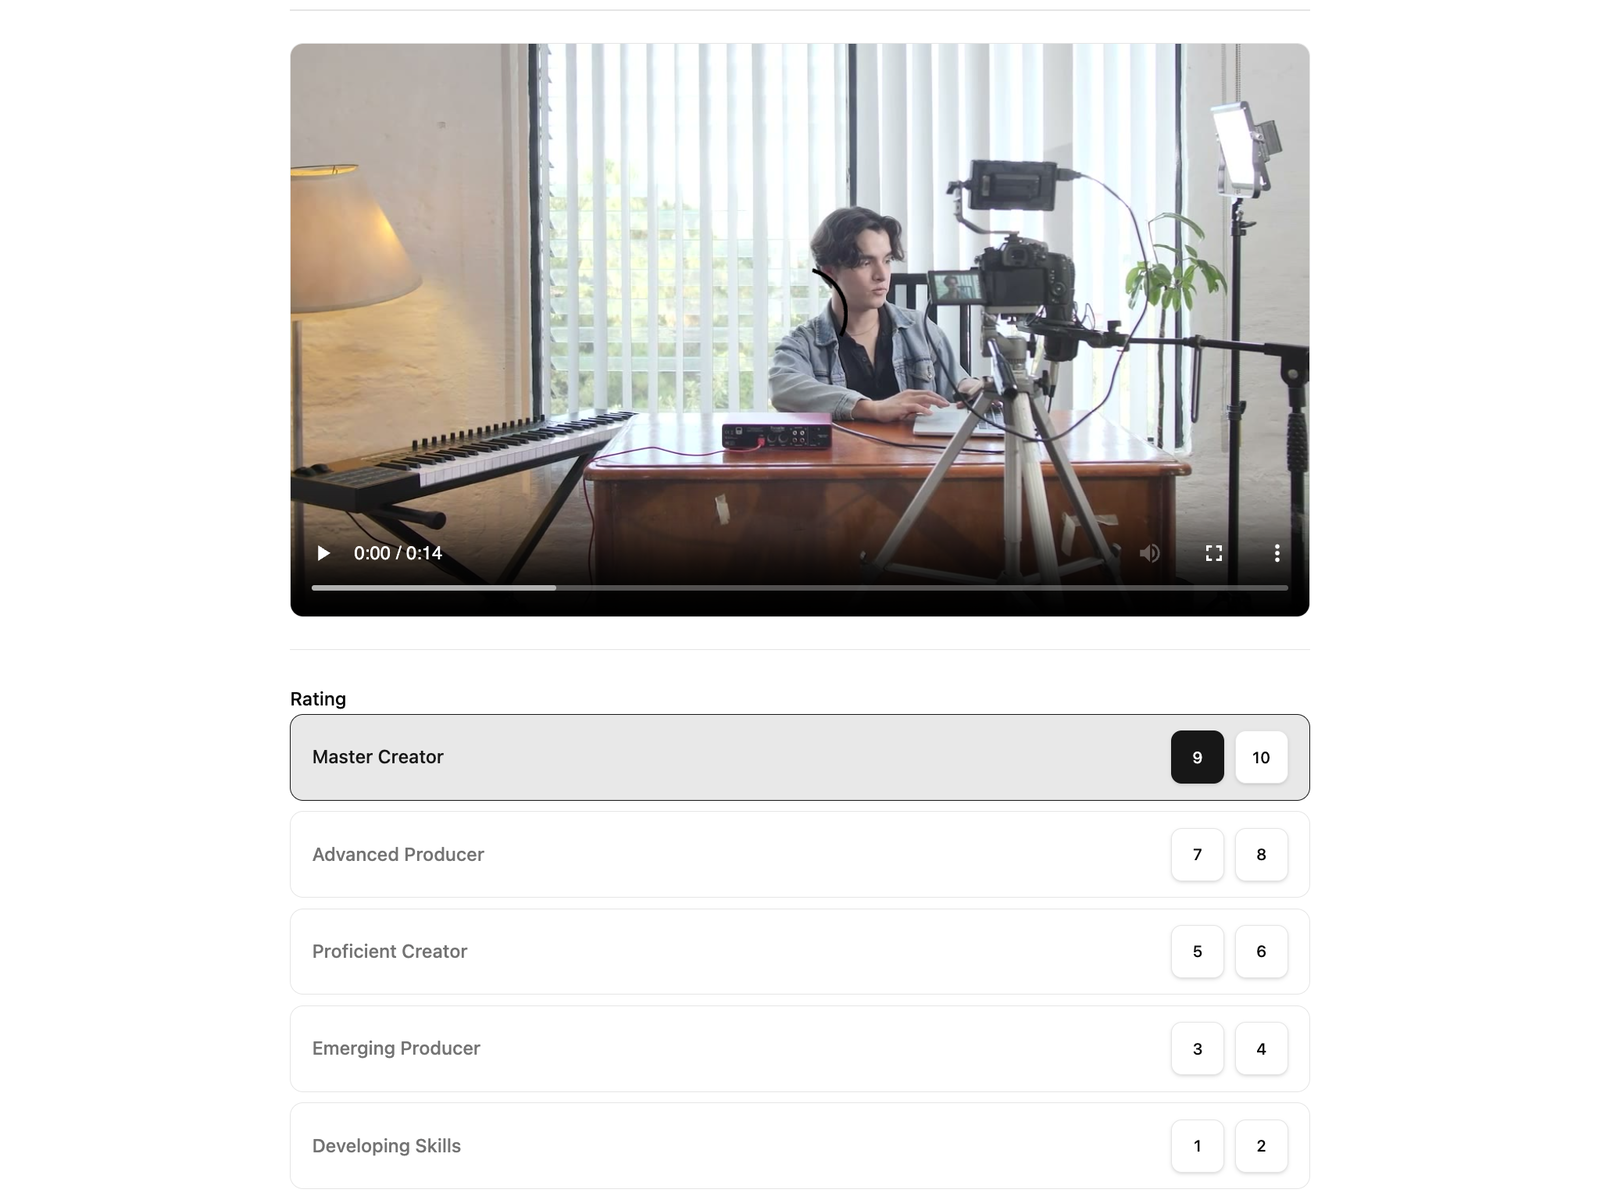 0:00 / 0:14
Rating
Master Creator 9 10
Advanced Producer 7 8
Proficient Creator 5 6
Emerging Producer 3 4
Developing Skills 1 2